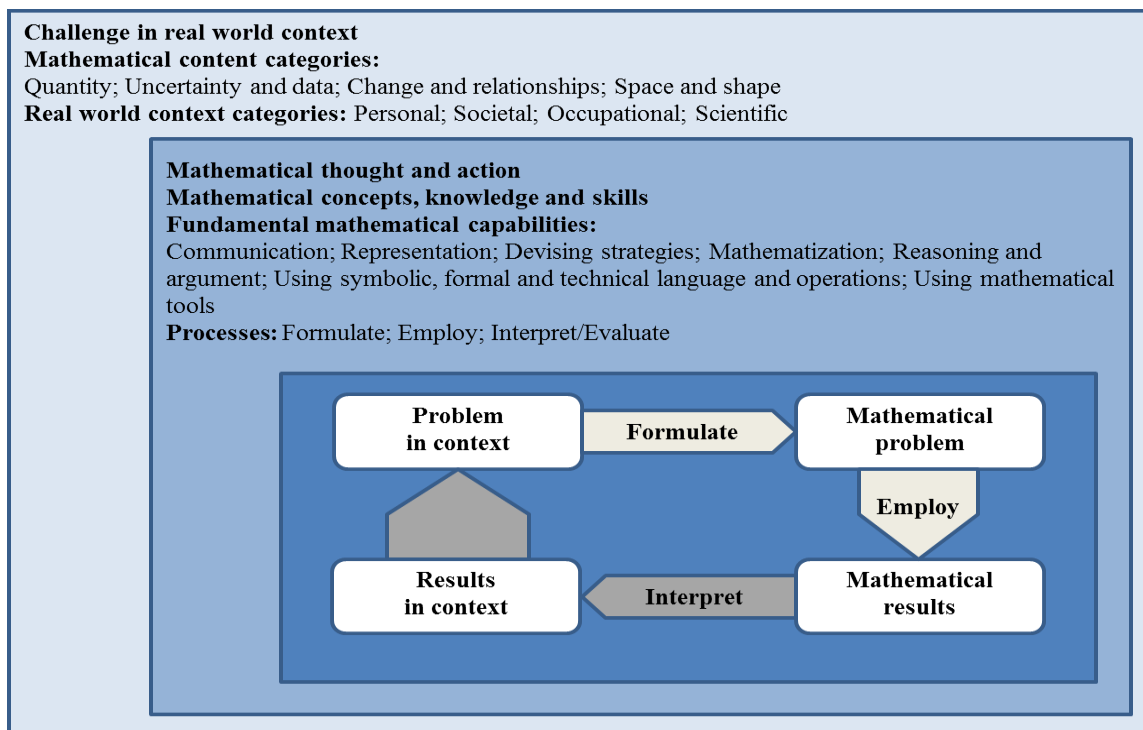 Challenge in real world context
Mathematical content categories:
Quantity; Uncertainty and data; Change and relationships; Space and shape
Real world context categories: Personal; Societal; Occupational; Scientific
Mathematical thought and action
Mathematical concepts, knowledge and skills
Fundamental mathematical capabilities:
Communication; Representation; Devising strategies; Mathematization; Reasoning and
argument; Using symbolic, formal and technical language and operations; Using mathematical
tools
Processes: Formulate; Employ; Interpret/Evaluate
Problem
in context
Formulate
Mathematical
problem
Employ
Results
in context
Interpret
Mathematical
results